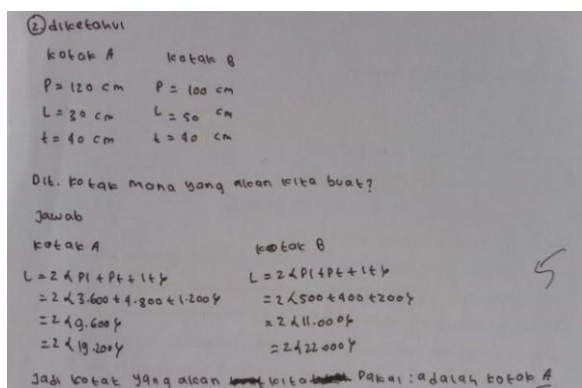 2. diketahui
kotak A kotak B
P = 120 cm P = 100 cm
L = 30 cm L = 50 cm
t = 40 cm t = 40 cm
Dit. kotak mana yang akan kita buat?
Jawab
kotak A kotak B
L = 2 {Pl + Pt + lt} L = 2 {Pl + Pt + lt}
= 2 {3.600 + 4.800 + 1.200} = 2 {500 + 400 + 200}
= 2 {9.600} = 2 {11.000}
= 2 {19.200} = 2 {22.000}
Jadi kotak yang akan kita Pakai : adalah kotak A
5